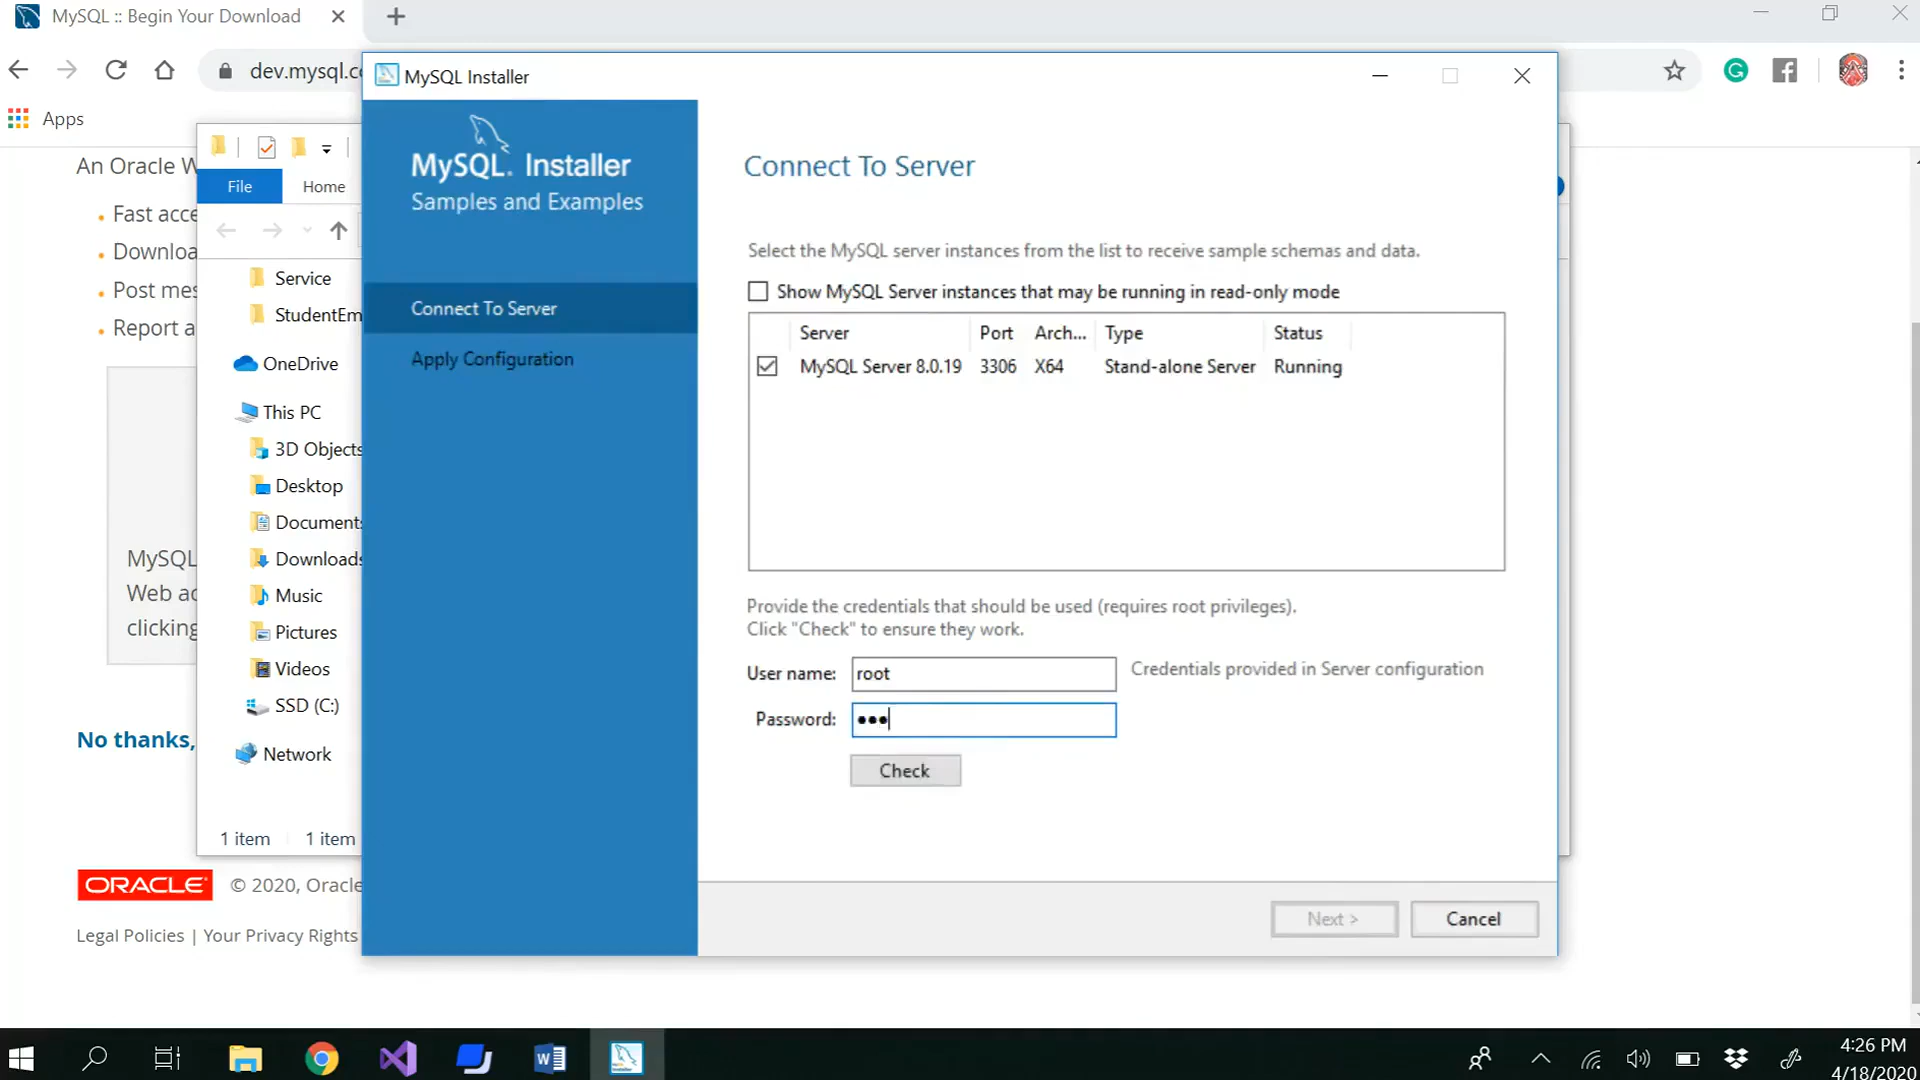 MySQL :: Begin Your Download
dev.mysql.c
Apps
MySQL Installer
An Oracle W
Fast acce
Downloa
Post mes
Report a
MySQL
Web ac
clicking
No thanks,
ORACLE
© 2020, Oracle
Legal Policies | Your Privacy Rights
File
Home
Service
StudentEm
OneDrive
This PC
3D Objects
Desktop
Documents
Downloads
Music
Pictures
Videos
SSD (C:)
Network
1 item
1 item
MySQL. Installer
Samples and Examples
Connect To Server
Apply Configuration
Connect To Server
Select the MySQL server instances from the list to receive sample schemas and data.
Show MySQL Server instances that may be running in read-only mode
Server Port Arch... Type Status
MySQL Server 8.0.19 3306 X64 Stand-alone Server Running
Provide the credentials that should be used (requires root privileges).
Click "Check" to ensure they work.
User name: root Credentials provided in Server configuration
Password: •••
Check
Next >
Cancel
4:26 PM
4/18/2020